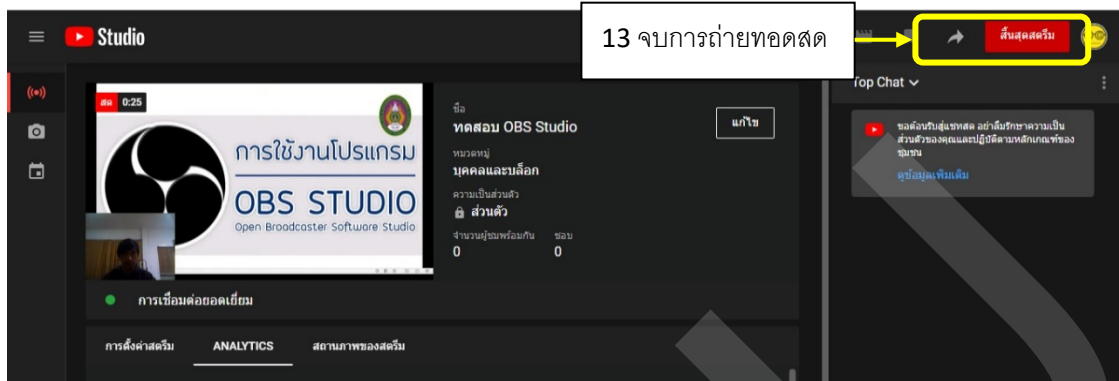 Studio
13 จบการถ่ายทอดสด
สิ้นสุดสตรีม
สด 0:25
การใช้งานโปรแกรม
OBS STUDIO
Open Broadcaster Software Studio
ชื่อ
ทดสอบ OBS Studio
แก้ไข
หมวดหมู่
บุคคลและบล็อก
ความเป็นส่วนตัว
ส่วนตัว
จำนวนผู้ชมพร้อมกัน ชอบ
0 0
การเชื่อมต่อยอดเยี่ยม
การตั้งค่าสตรีม ANALYTICS สถานภาพของสตรีม
Top Chat
ขอต้อนรับสู่แชทสด อย่าลืมรักษาความเป็น
ส่วนตัวของคุณและปฏิบัติตามหลักเกณฑ์ของ
ชุมชน
ดูข้อมูลเพิ่มเติม